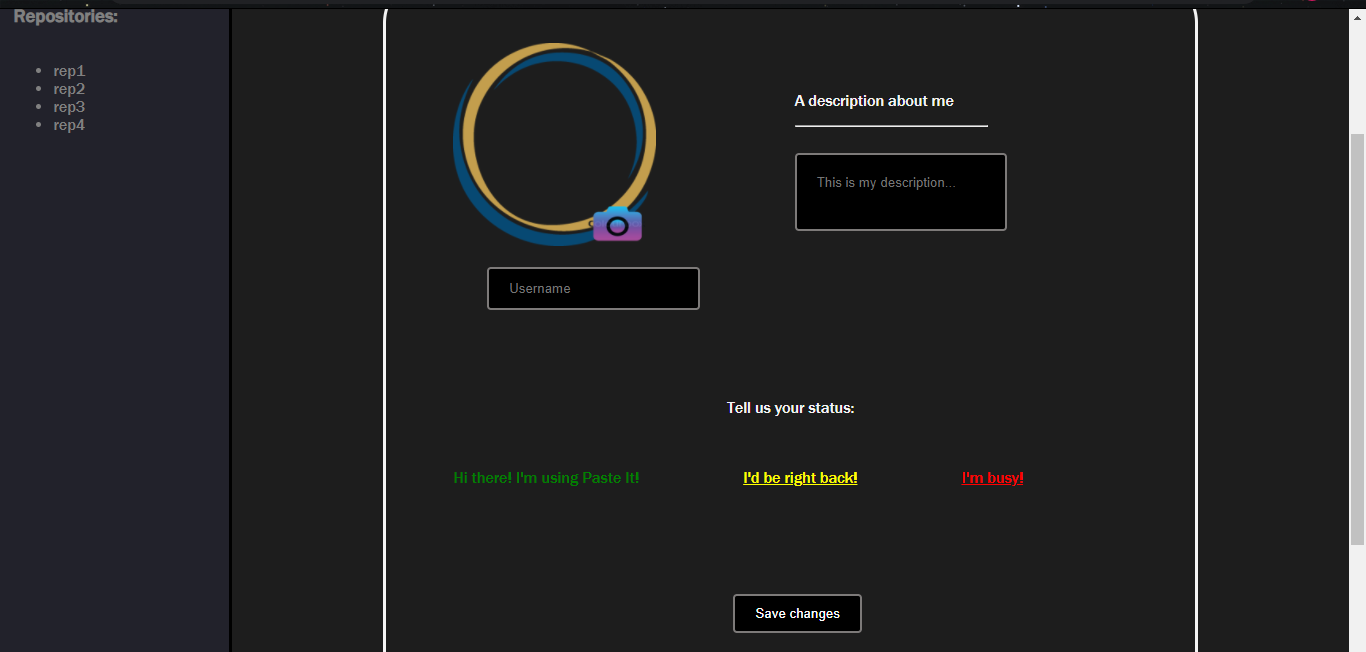 Repositories:
rep1
rep2
rep3
rep4
A description about me
This is my description...
Username
Tell us your status:
Hi there! I'm using Paste It!
I'd be right back!
I'm busy!
Save changes